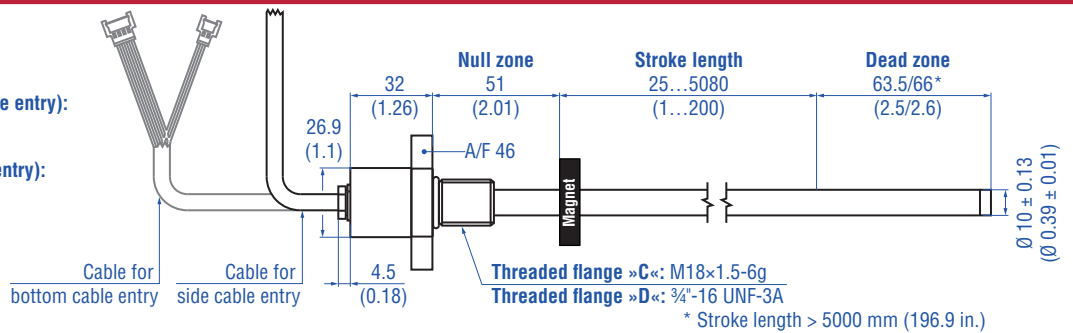 Null zone
Stroke length
Dead zone
32
51
25…5080
63.5/66*
(1.26)
(2.01)
(1…200)
(2.5/2.6)
e entry):
26.9
(1.1)
A/F 46
entry):
Magnet
Ø 10 ± 0.13
(Ø 0.39 ± 0.01)
Cable for
bottom cable entry
Cable for
side cable entry
4.5
(0.18)
Threaded flange »C«: M18×1.5-6g
Threaded flange »D«: ¾"-16 UNF-3A
* Stroke length > 5000 mm (196.9 in.)